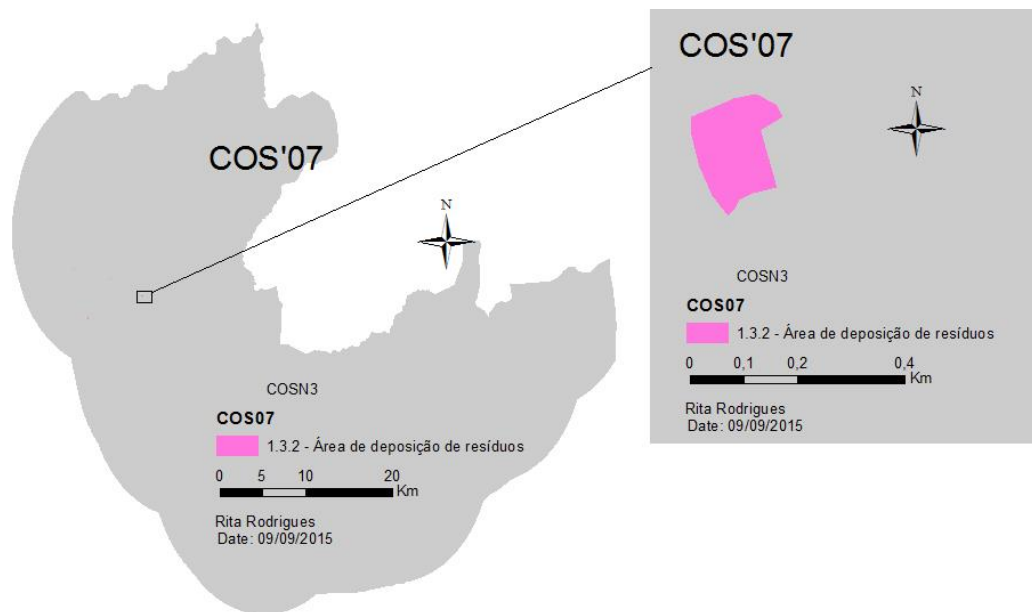 COS'07
N
COSN3
COS07
1.3.2 - Área de deposição de resíduos
0 5 10 20
Km
Rita Rodrigues
Date: 09/09/2015
COS'07
N
COSN3
COS07
1.3.2 - Área de deposição de resíduos
0 0,1 0,2 0,4
Km
Rita Rodrigues
Date: 09/09/2015